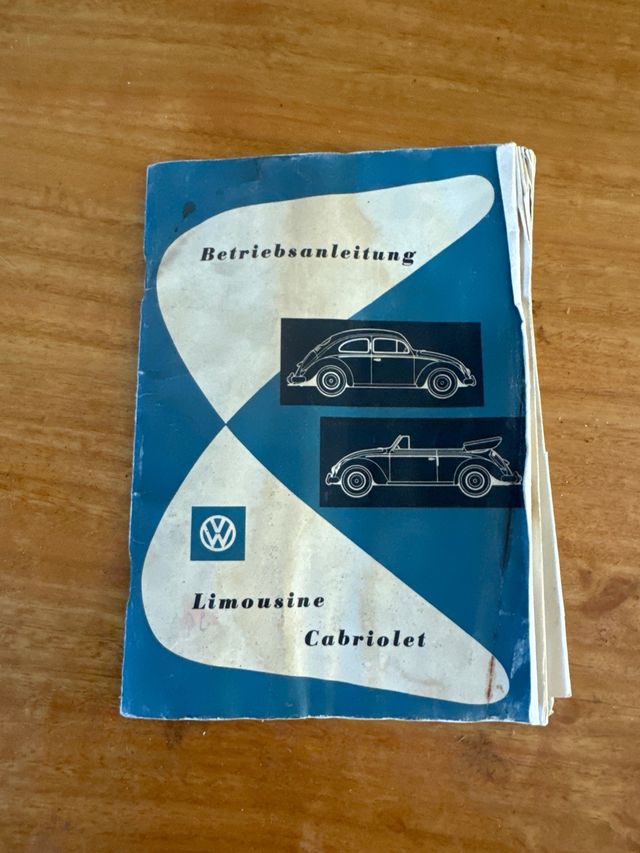 Betriebsanleitung
VW
Limousine
Cabriolet